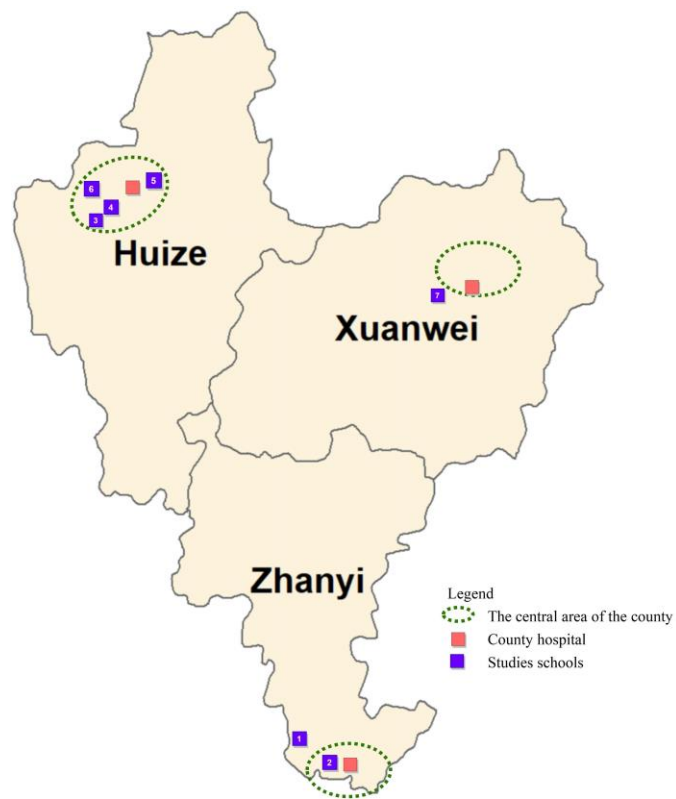 5
6
4
3
Huize
7
Xuanwei
Zhanyi
Legend
The central area of the county
County hospital
Studies schools
1
2